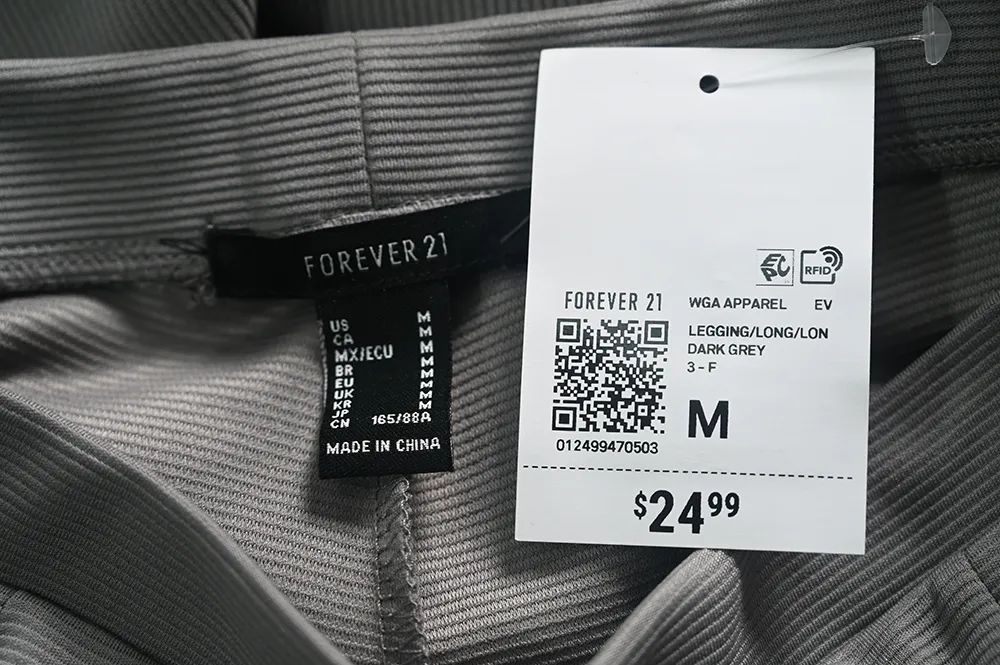 FOREVER 21
US M
CA M
MX/ECU M
BR M
EU M
UK M
KR M
JP M
CN 165/88A
MADE IN CHINA
EPC
RFID
FOREVER 21
WGA APPAREL EV
LEGGING/LONG/LON
DARK GREY
3 - F
M
012499470503
$24.99